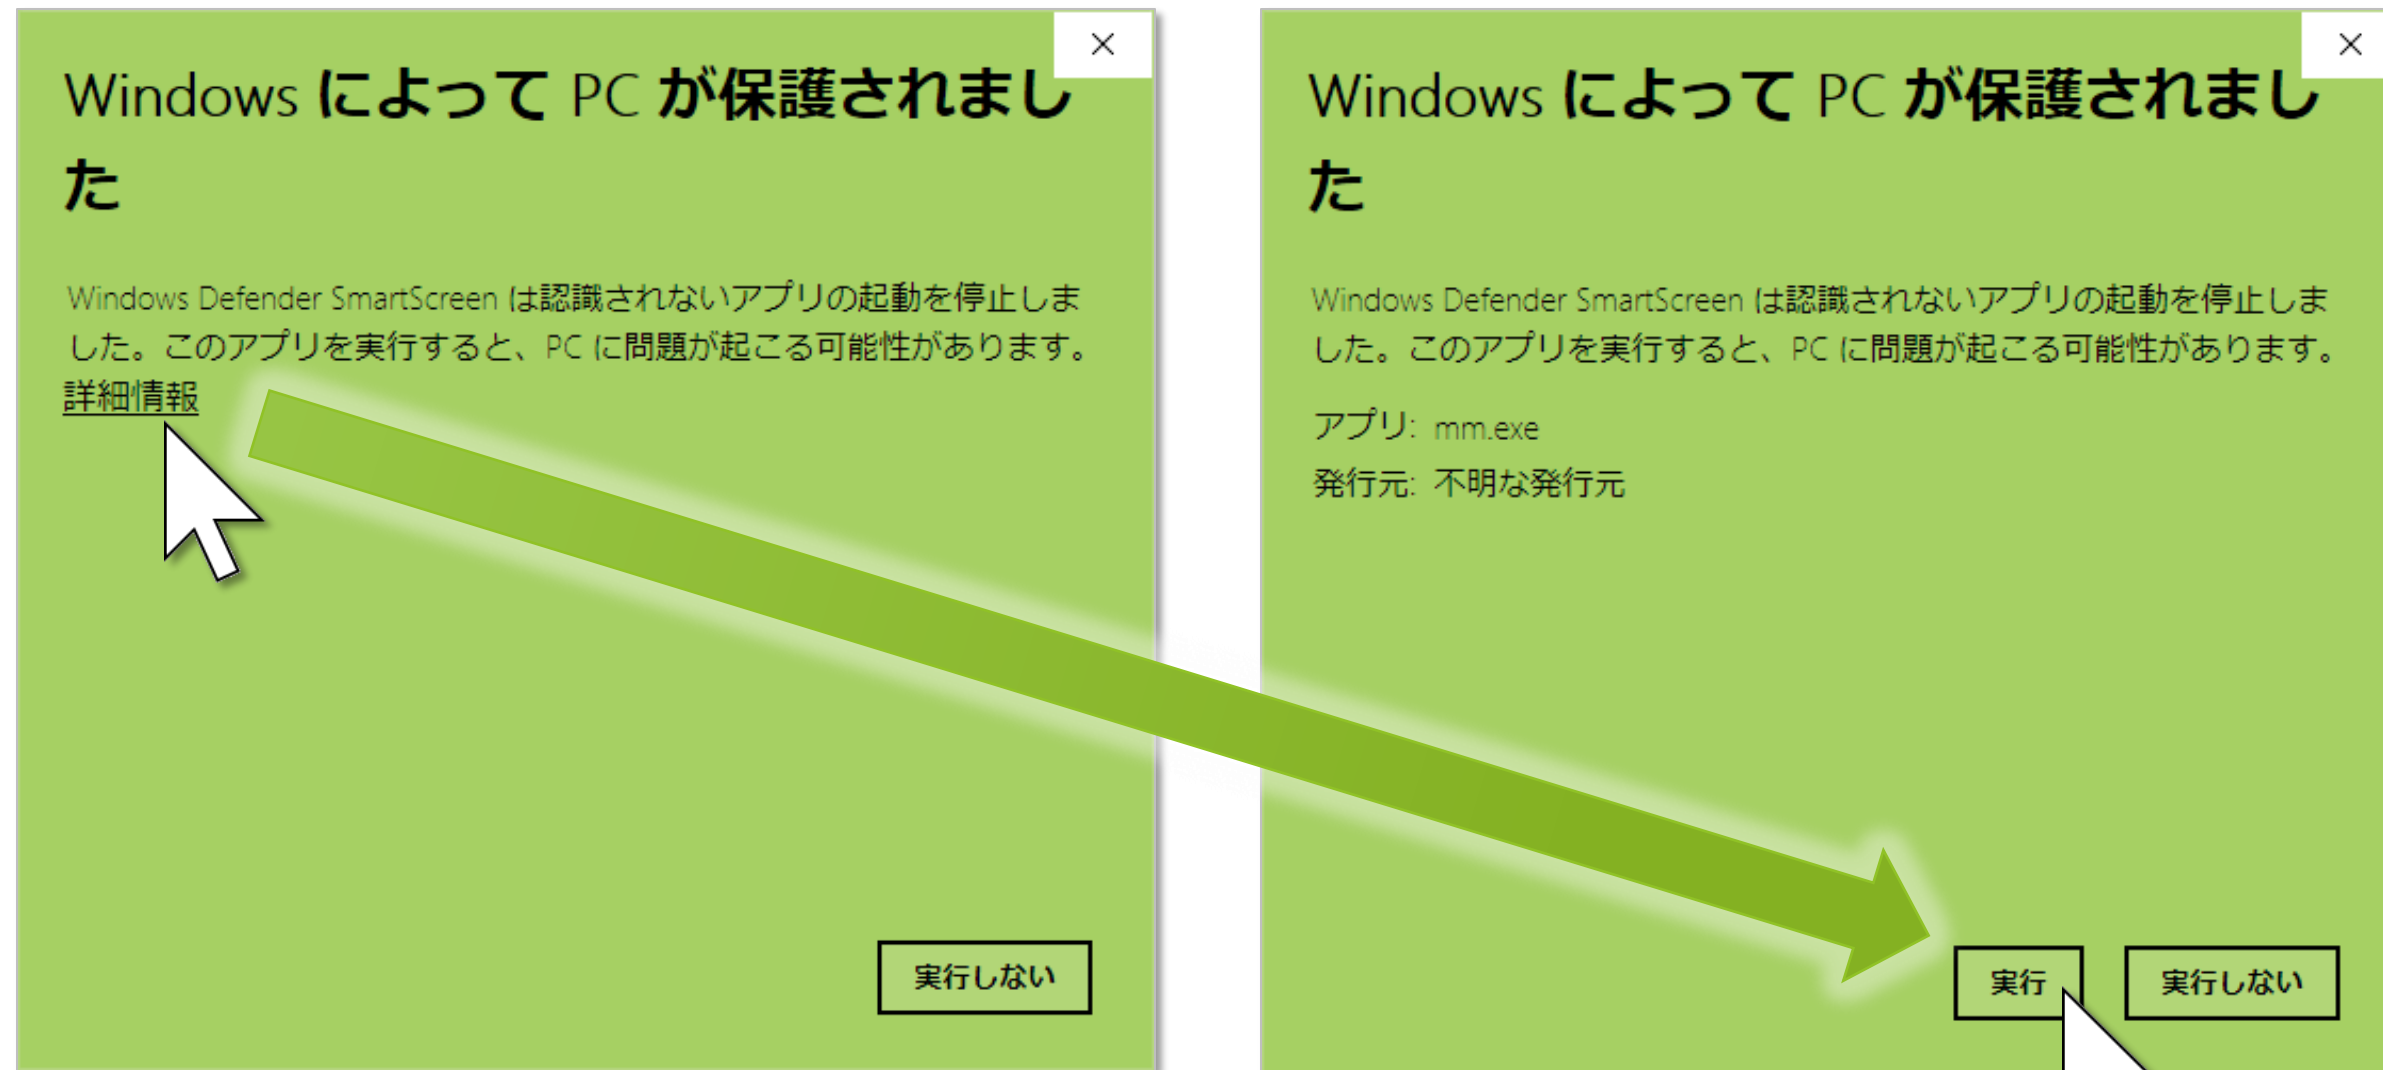 Windows によって PC が保護されまし
た
Windows Defender SmartScreen は認識されないアプリの起動を停止しま
した。このアプリを実行すると、PC に問題が起こる可能性があります。
詳細情報
実行しない
Windows によって PC が保護されまし
た
Windows Defender SmartScreen は認識されないアプリの起動を停止しま
した。このアプリを実行すると、PC に問題が起こる可能性があります。
アプリ: mm.exe
発行元: 不明な発行元
実行 実行しない